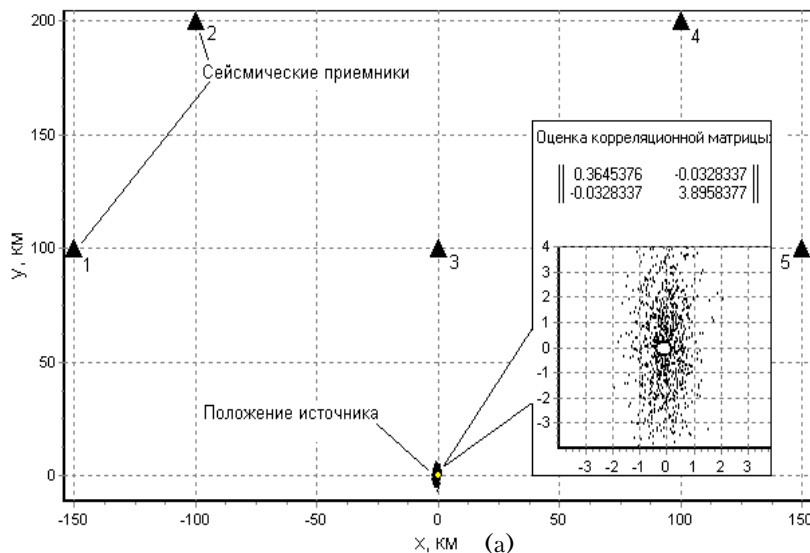 200
2
4
Сейсмические приемники
150
Оценка корреляционной матрицы:
0.3645376 -0.0328337
-0.0328337 3.8958377
y, км
100
1
3
5
4
3
2
1
0
-1
-2
-3
-3 -2 -1 0 1 2 3
50
Положение источника
0
-150 -100 -50 0 50 100 150
x, км (a)